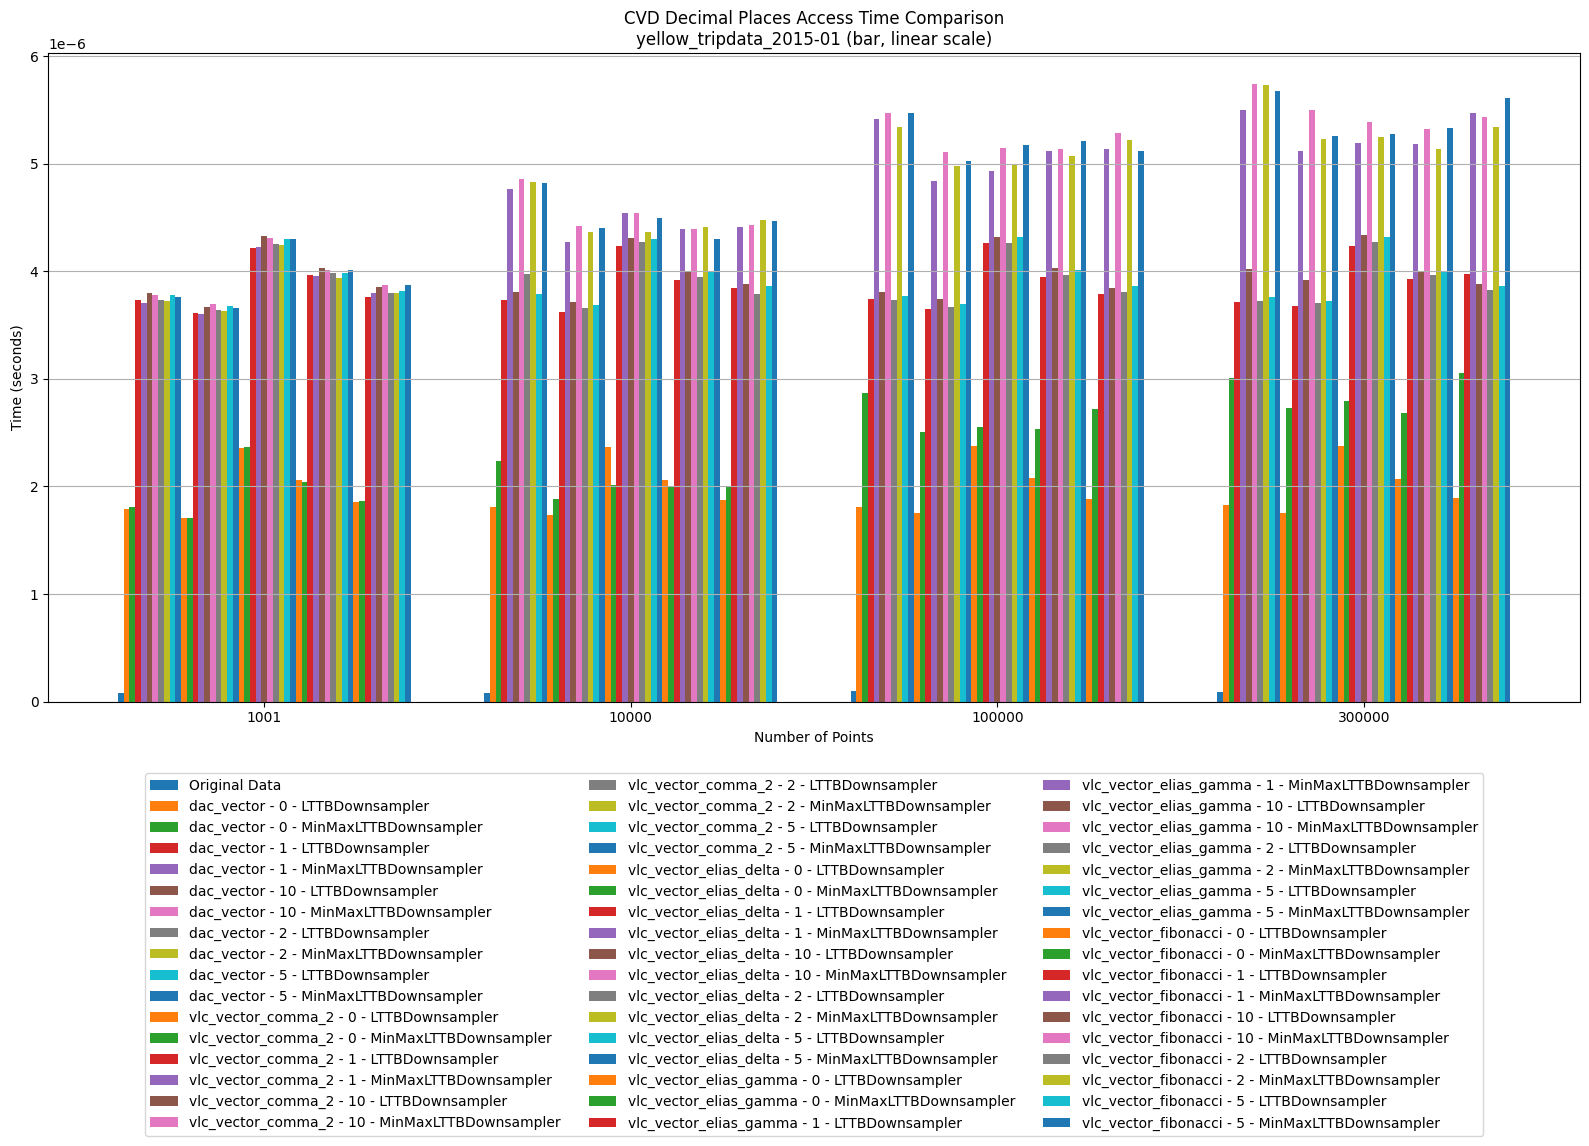 CVD Decimal Places Access Time Comparison
yellow_tripdata_2015-01 (bar, linear scale)
1e−6
6
5
4
3
2
1
0
Time (seconds)
1001
10000
100000
300000
Number of Points
Original Data
dac_vector - 0 - LTTBDownsampler
dac_vector - 0 - MinMaxLTTBDownsampler
dac_vector - 1 - LTTBDownsampler
dac_vector - 1 - MinMaxLTTBDownsampler
dac_vector - 10 - LTTBDownsampler
dac_vector - 10 - MinMaxLTTBDownsampler
dac_vector - 2 - LTTBDownsampler
dac_vector - 2 - MinMaxLTTBDownsampler
dac_vector - 5 - LTTBDownsampler
dac_vector - 5 - MinMaxLTTBDownsampler
vlc_vector_comma_2 - 0 - LTTBDownsampler
vlc_vector_comma_2 - 0 - MinMaxLTTBDownsampler
vlc_vector_comma_2 - 1 - LTTBDownsampler
vlc_vector_comma_2 - 1 - MinMaxLTTBDownsampler
vlc_vector_comma_2 - 10 - LTTBDownsampler
vlc_vector_comma_2 - 10 - MinMaxLTTBDownsampler
vlc_vector_comma_2 - 2 - LTTBDownsampler
vlc_vector_comma_2 - 2 - MinMaxLTTBDownsampler
vlc_vector_comma_2 - 5 - LTTBDownsampler
vlc_vector_comma_2 - 5 - MinMaxLTTBDownsampler
vlc_vector_elias_delta - 0 - LTTBDownsampler
vlc_vector_elias_delta - 0 - MinMaxLTTBDownsampler
vlc_vector_elias_delta - 1 - LTTBDownsampler
vlc_vector_elias_delta - 1 - MinMaxLTTBDownsampler
vlc_vector_elias_delta - 10 - LTTBDownsampler
vlc_vector_elias_delta - 10 - MinMaxLTTBDownsampler
vlc_vector_elias_delta - 2 - LTTBDownsampler
vlc_vector_elias_delta - 2 - MinMaxLTTBDownsampler
vlc_vector_elias_delta - 5 - LTTBDownsampler
vlc_vector_elias_delta - 5 - MinMaxLTTBDownsampler
vlc_vector_elias_gamma - 0 - LTTBDownsampler
vlc_vector_elias_gamma - 0 - MinMaxLTTBDownsampler
vlc_vector_elias_gamma - 1 - LTTBDownsampler
vlc_vector_elias_gamma - 1 - MinMaxLTTBDownsampler
vlc_vector_elias_gamma - 10 - LTTBDownsampler
vlc_vector_elias_gamma - 10 - MinMaxLTTBDownsampler
vlc_vector_elias_gamma - 2 - LTTBDownsampler
vlc_vector_elias_gamma - 2 - MinMaxLTTBDownsampler
vlc_vector_elias_gamma - 5 - LTTBDownsampler
vlc_vector_elias_gamma - 5 - MinMaxLTTBDownsampler
vlc_vector_fibonacci - 0 - LTTBDownsampler
vlc_vector_fibonacci - 0 - MinMaxLTTBDownsampler
vlc_vector_fibonacci - 1 - LTTBDownsampler
vlc_vector_fibonacci - 1 - MinMaxLTTBDownsampler
vlc_vector_fibonacci - 10 - LTTBDownsampler
vlc_vector_fibonacci - 10 - MinMaxLTTBDownsampler
vlc_vector_fibonacci - 2 - LTTBDownsampler
vlc_vector_fibonacci - 2 - MinMaxLTTBDownsampler
vlc_vector_fibonacci - 5 - LTTBDownsampler
vlc_vector_fibonacci - 5 - MinMaxLTTBDownsampler